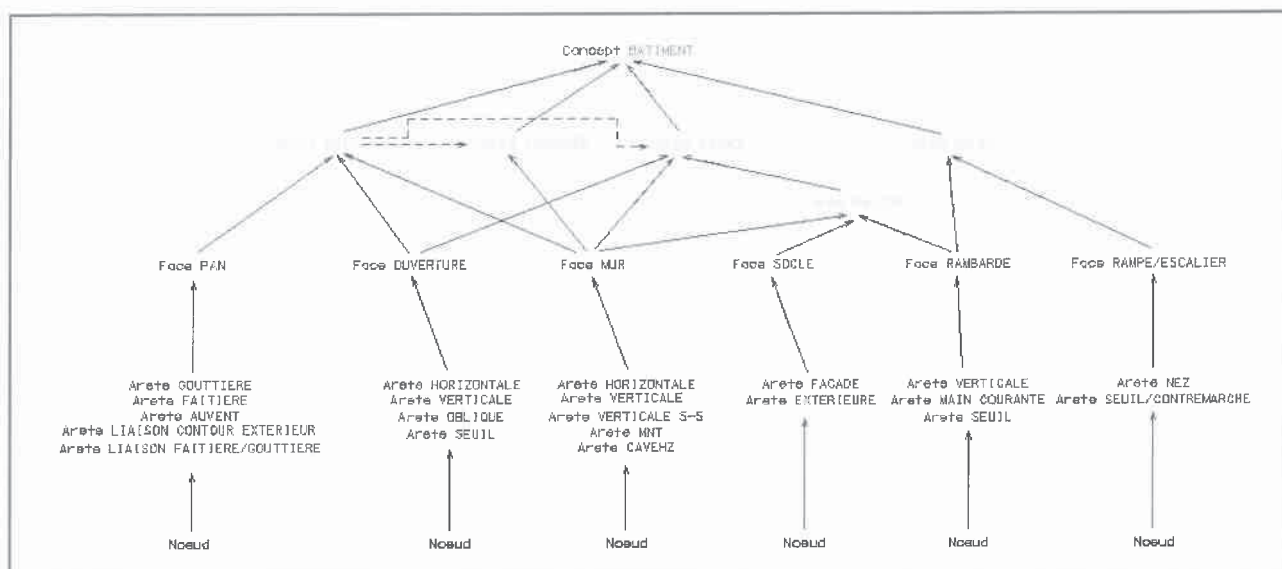 Concept BATIMENT
Face PAN
Face OUVERTURE
Face MUR
Face SOCLE
Face RAMBARDE
Face RAMPE/ESCALIER
Arete GOUTTIERE
Arete FAITIERE
Arete AUVENT
Arete LIAISON CONTOUR EXTERIEUR
Arete LIAISON FAITIERE/GOUTTIERE
Arete HORIZONTALE
Arete VERTICALE
Arete OBLIQUE
Arete SEUIL
Arete HORIZONTALE
Arete VERTICALE
Arete VERTICALE S-S
Arete MNT
Arete CAVEHZ
Arete FACADE
Arete EXTERIEURE
Arete VERTICALE
Arete MAIN COURANTE
Arete SEUIL
Arete NEZ
Arete SEUIL/CONTREMARCHE
Noeud
Noeud
Noeud
Noeud
Noeud
Noeud